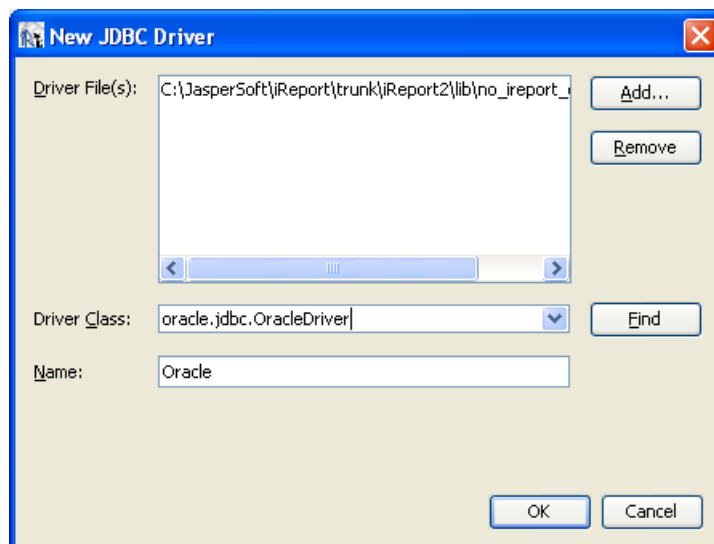 New JDBC Driver
Driver File(s):
C:\JasperSoft\iReport\trunk\iReport2\lib\no_ireport_
Add...
Remove
Driver Class:
oracle.jdbc.OracleDriver
Find
Name:
Oracle
OK
Cancel